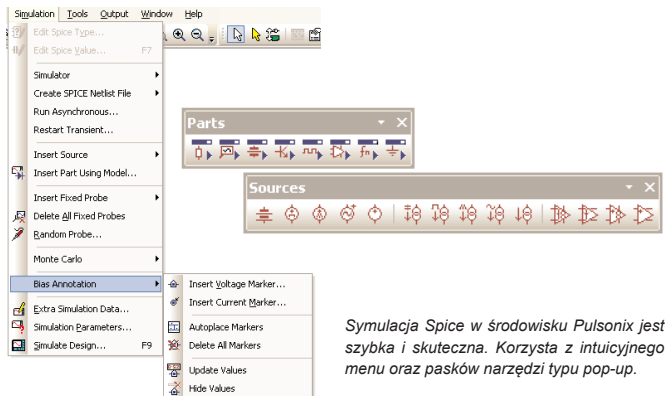 Simulation Tools Output Window Help
Edit Spice Type...
Edit Spice Value... F7
Simulator
Create SPICE Netlist File
Run Asynchronous...
Restart Transient...
Insert Source
Insert Part Using Model...
Insert Fixed Probe
Delete All Fixed Probes
Random Probe...
Monte Carlo
Bias Annotation
Extra Simulation Data...
Simulation Parameters...
Simulate Design... F9
Insert Voltage Marker...
Insert Current Marker...
Autoplace Markers
Delete All Markers
Update Values
Hide Values
Parts
fn
Sources
Symulacja Spice w środowisku Pulsonix jest
szybka i skuteczna. Korzysta z intuicyjnego
menu oraz pasków narzędzi typu pop-up.